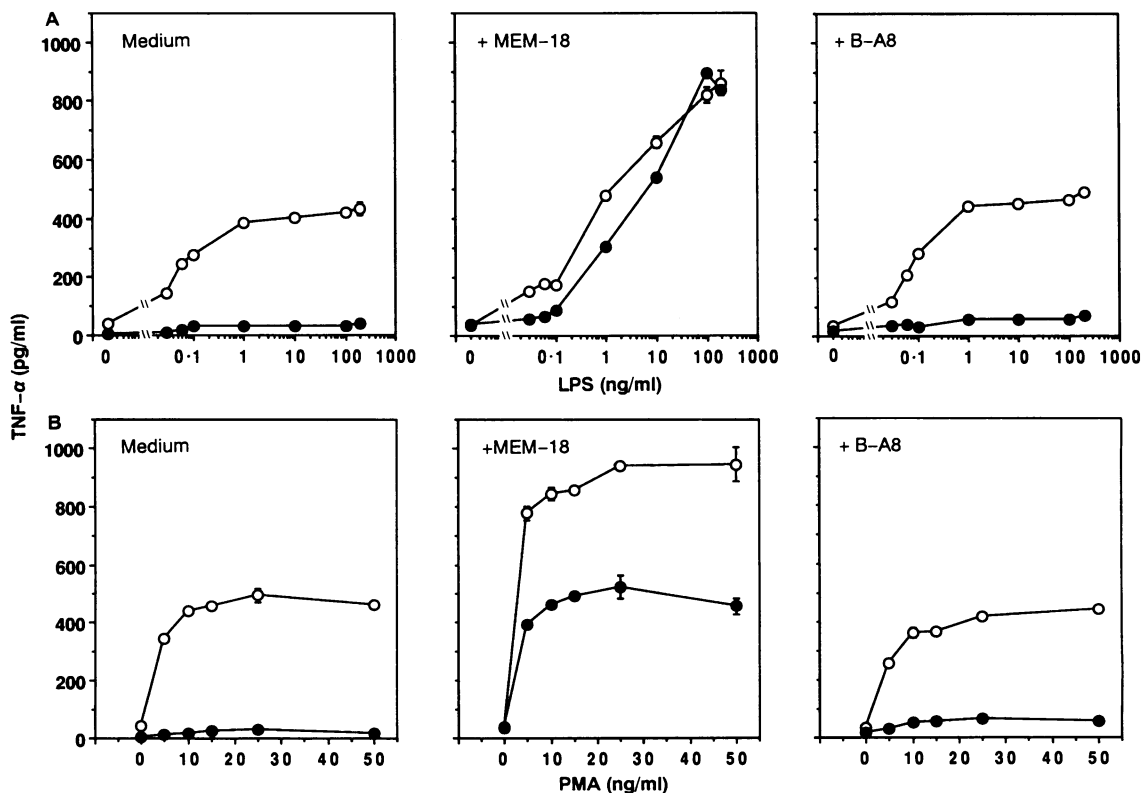 A
Medium
+ MEM-18
+ B-A8
1000
800
600
400
200
0
0 0·1 1 10 100 1000
0 0·1 1 10 100 1000
0 0·1 1 10 100 1000
LPS (ng/ml)
TNF-α (pg/ml)
B
Medium
+MEM-18
+ B-A8
1000
800
600
400
200
0
0 10 20 30 40 50
0 10 20 30 40 50
0 10 20 30 40 50
PMA (ng/ml)